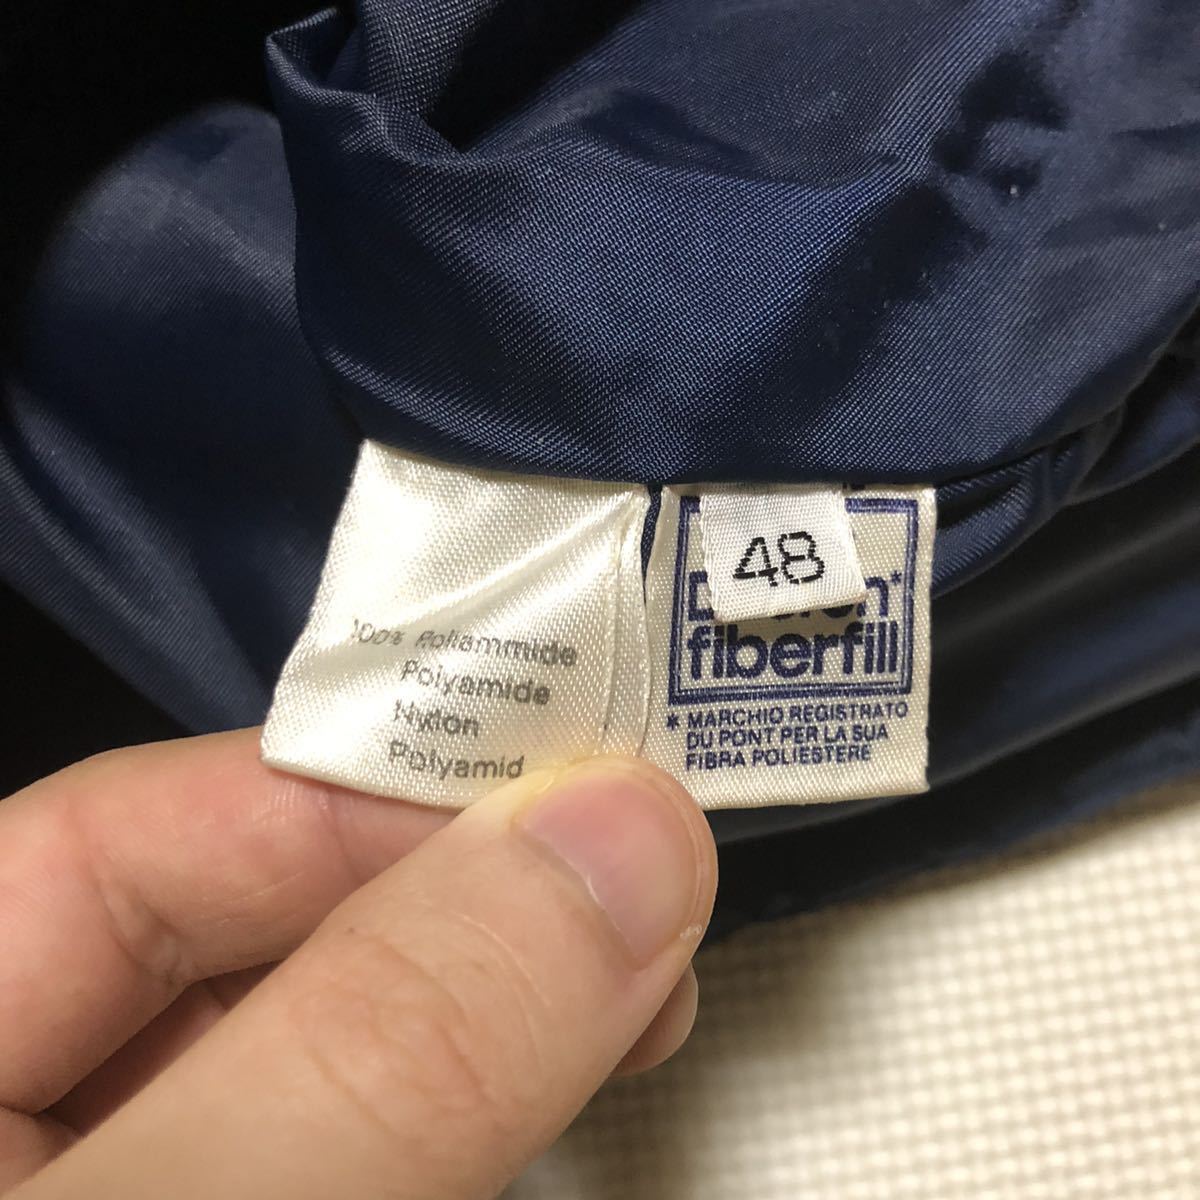 100% Poliammide
Polyamide
Nylon
Polyamid
48
fiberfill
* MARCHIO REGISTRATO
DU PONT PER LA SUA
FIBRA POLIESTERE